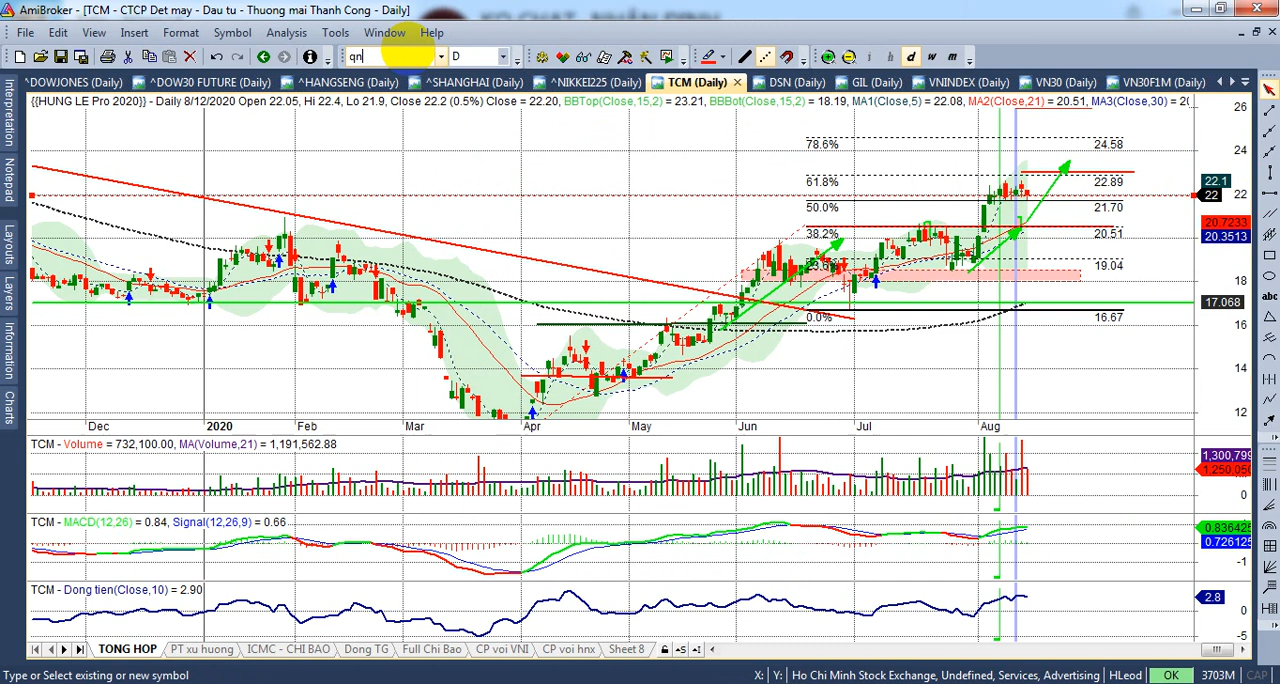 AmiBroker - [TCM - CTCP Det may - Dau tu - Thuong mai Thanh Cong - Daily]
File Edit View Insert Format Symbol Analysis Tools Window Help
qn D i i h d w m
^DOWJONES (Daily) ^DOW30 FUTURE (Daily) ^HANGSENG (Daily) ^SHANGHAI (Daily) ^NIKKEI225 (Daily) TCM (Daily) DSN (Daily) GIL (Daily) VNINDEX (Daily) VN30 (Daily) VN30F1M (Daily)
{{HUNG LE Pro 2020}} - Daily 8/12/2020 Open 22.05, Hi 22.4, Lo 21.9, Close 22.2 (0.5%) Close = 22.20, BBTop(Close,15,2) = 23.21, BBBot(Close,15,2) = 18.19, MA1(Close,5) = 22.08, MA2(Close,21) = 20.51, MA3(Close,30) = 20
Interpretation
Notepad
Layouts
Layers
Information
Charts
abc
78.6% 24.58
61.8% 22.89
50.0% 21.70
38.2% 20.51
19.04
0.0% 16.67
26
24
22.1
22
22
20.7233
20.3513
18
17.068
16
14
12
Dec 2020 Feb Mar Apr May Jun Jul Aug
TCM - Volume = 732,100.00, MA(Volume,21) = 1,191,562.88
1,300,799
1,250,050
0
TCM - MACD(12,26) = 0.84, Signal(12,26,9) = 0.66
0.836425
0.726125
-1
TCM - Dong tien(Close,10) = 2.90
2.8
0
-5
TONG HOP PT xu huong ICMC - CHI BAO Dong TG Full Chi Bao CP voi VNI CP voi hnx Sheet 8
Type or Select existing or new symbol X: Y: Ho Chi Minh Stock Exchange, Undefined, Services, Advertising HLeod OK 3703M CAP